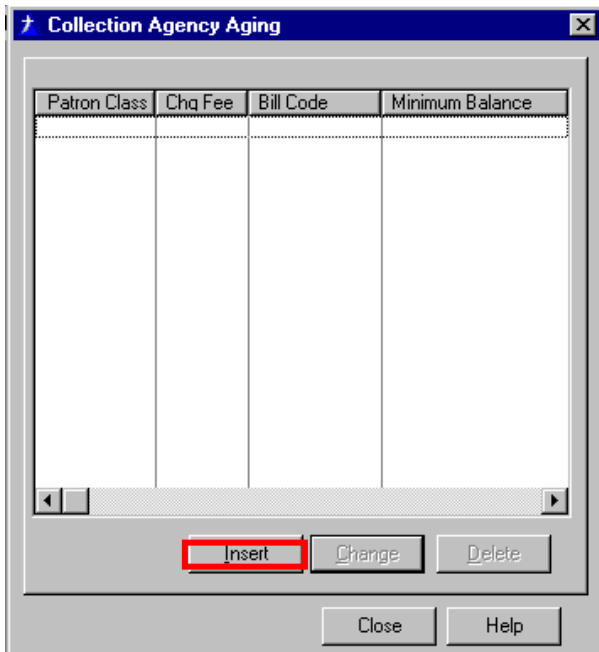 Collection Agency Aging
Patron Class Chg Fee Bill Code Minimum Balance
Insert Change Delete
Close Help